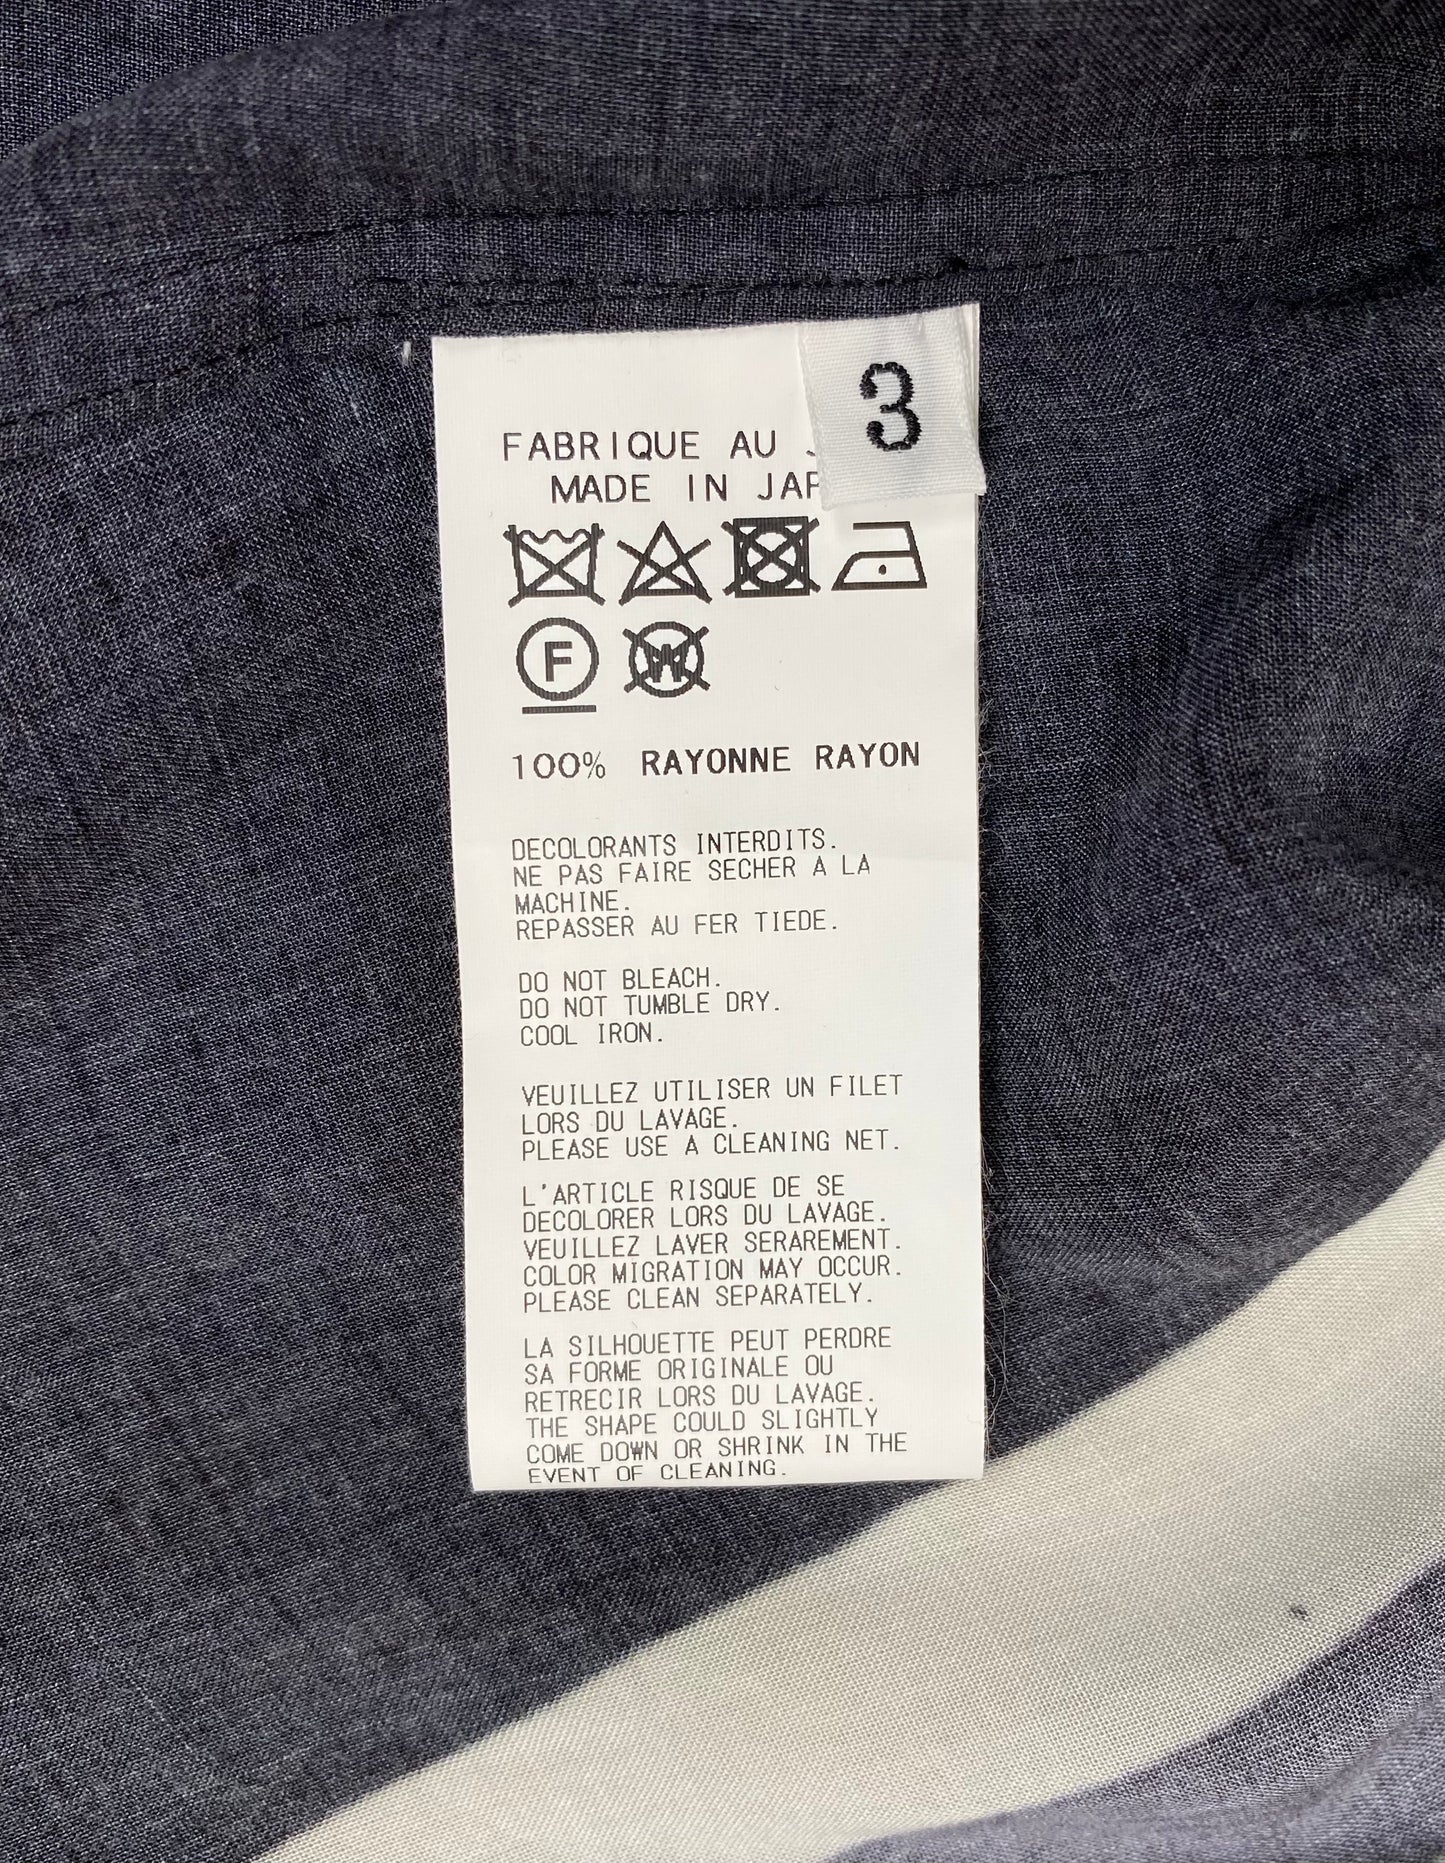 3
FABRIQUE AU
MADE IN
F
W
100% RAYONNE RAYON
DECOLORANTS INTERDITS.
NE PAS FAIRE SECHER A LA
MACHINE.
REPASSER AU FER TIEDE.
DO NOT BLEACH.
DO NOT TUMBLE DRY.
COOL IRON.
VEUILLEZ UTILISER UN FILET
LORS DU LAVAGE.
PLEASE USE A CLEANING NET.
L'ARTICLE RISQUE DE SE
DECOLORER LORS DU LAVAGE.
VEUILLEZ LAVER SERAREMENT.
COLOR MIGRATION MAY OCCUR.
PLEASE CLEAN SEPARATELY.
LA SILHOUETTE PEUT PERDRE
SA FORME ORIGINALE OU
RETRECIR LORS DU LAVAGE.
THE SHAPE COULD SLIGHTLY
COME DOWN OR SHRINK IN THE
EVENT OF CLEANING.